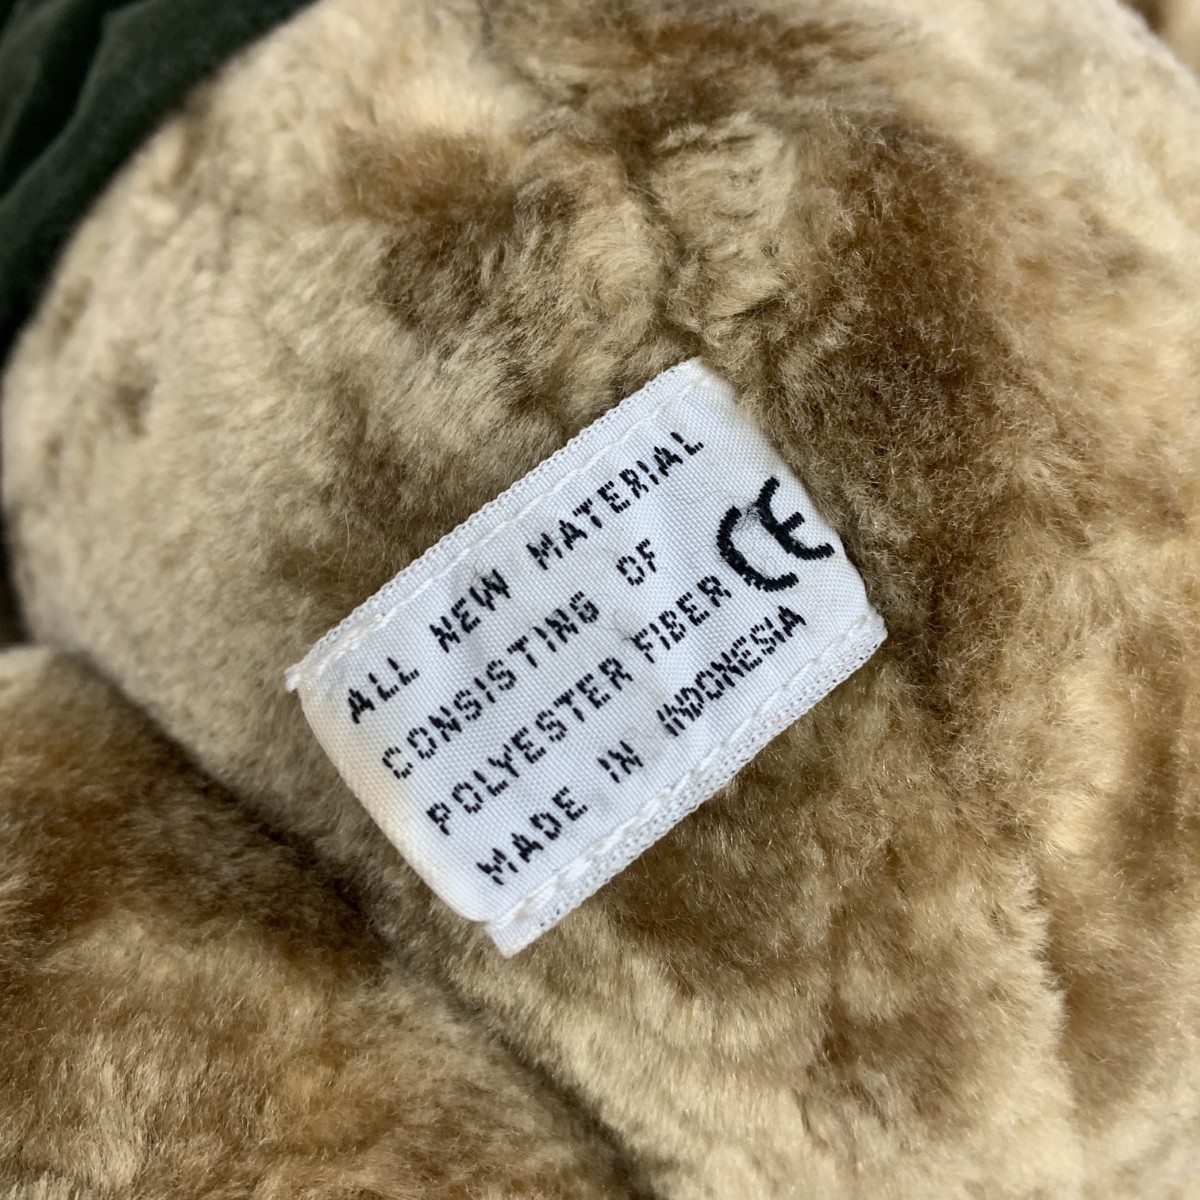 ALL NEW MATERIAL
CONSISTING OF
POLYESTER FIBER
MADE IN INDONESIA
CE